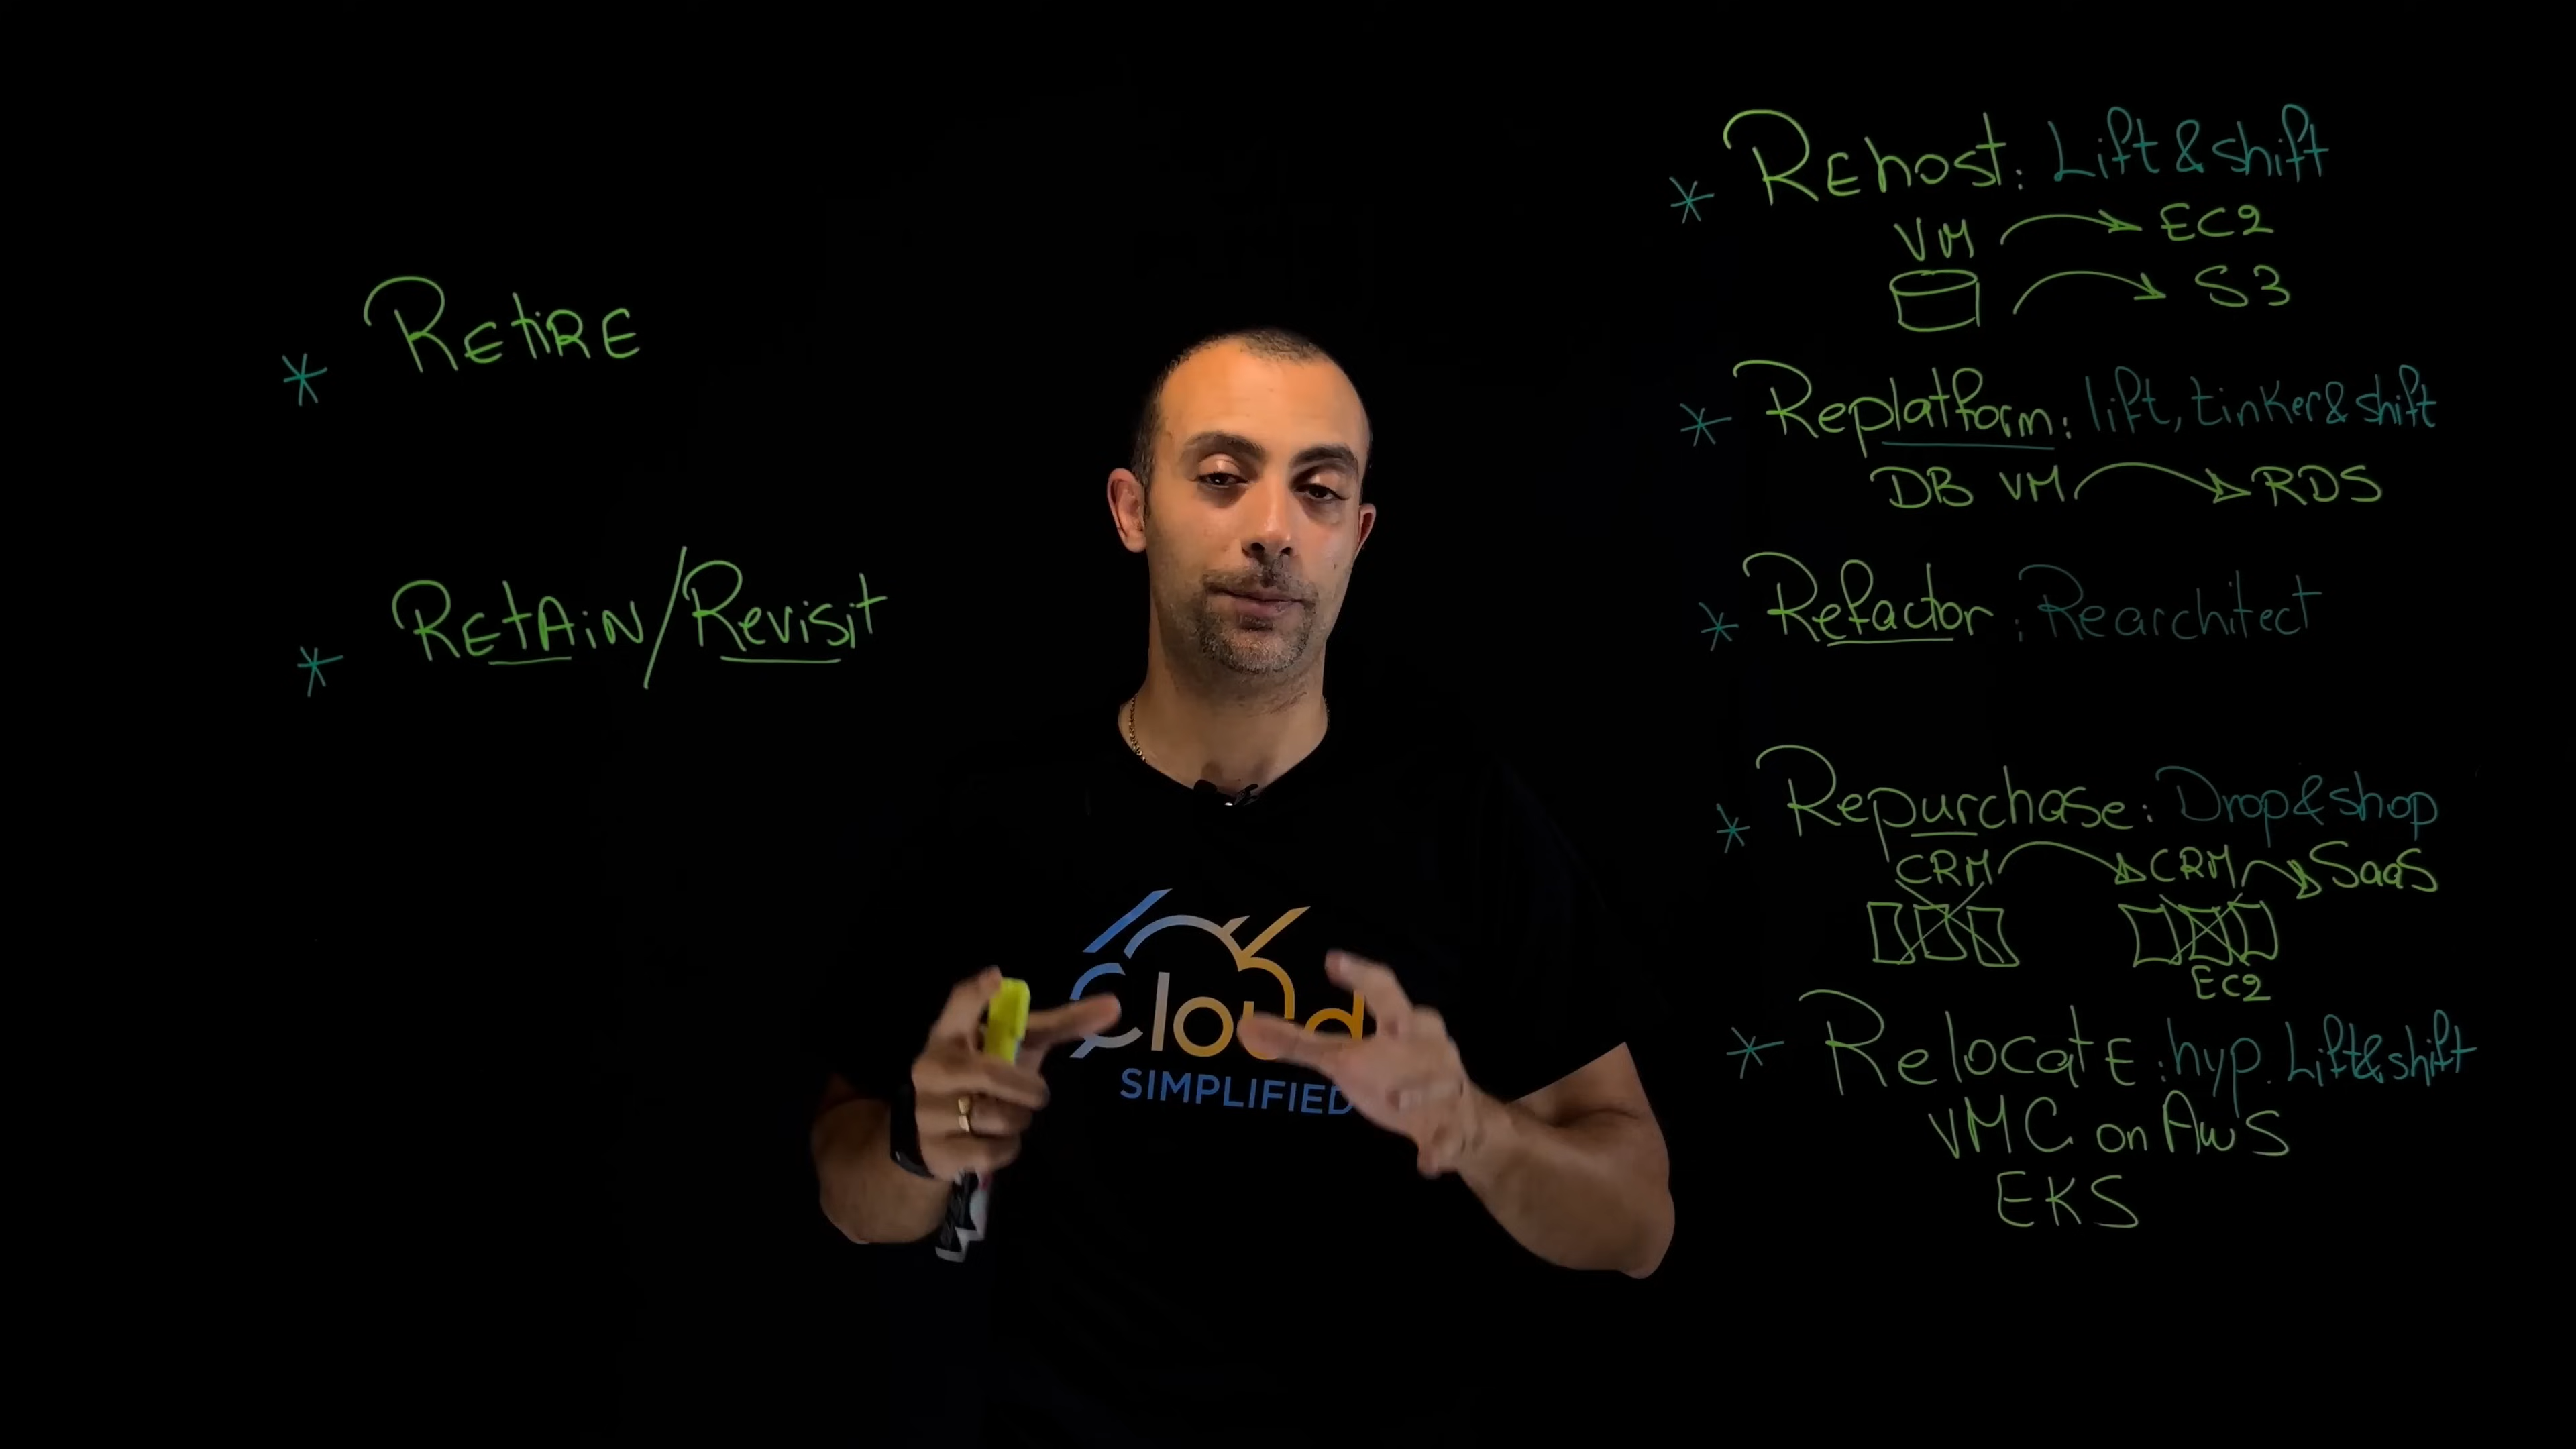 * RetiRE
* RetAiN/Revisit
* REhost: Lift & shift
VM EC2
S3
* Replatform: lift, tinker & shift
DB VM RDS
* Refactor: Rearchitect
* Repurchase: Drop & shop
CRM CRM SaaS
EC2
* RelocatE: hyp. Lift & shift
VMC on AwS
EKS
Cloud
SIMPLIFIED